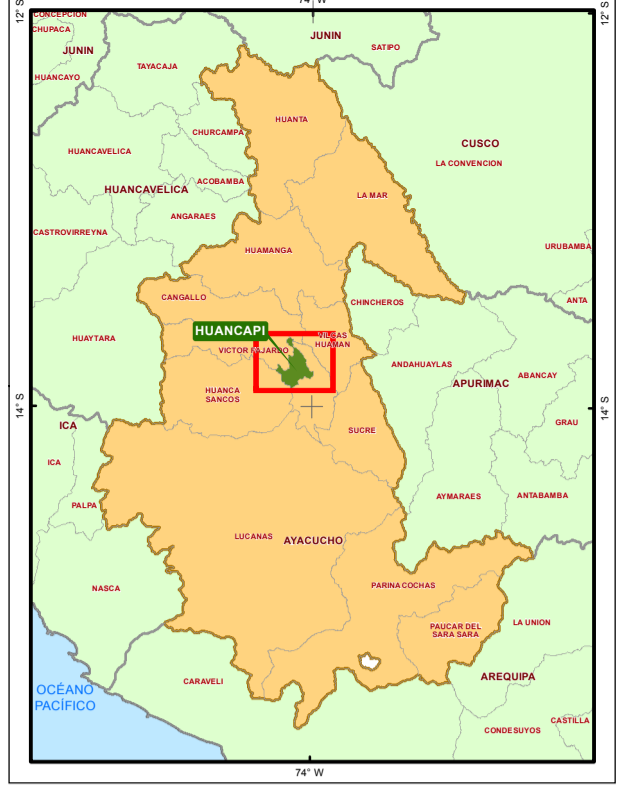 74° W
12° S
12° S
CONCEPCION
CHUPACA
JUNIN
JUNIN
SATIPO
TAYACAJA
HUANCAYO
HUANTA
CHURCAMPA
CUSCO
HUANCAVELICA
LA CONVENCION
ACOBAMBA
HUANCAVELICA
LA MAR
ANGARAES
CASTROVIRREYNA
URUBAMBA
HUAMANGA
CANGALLO
CHINCHEROS
ANTA
HUANCAPI
HUAYTARA
VILCAS
HUAMAN
VICTOR FAJARDO
ANDAHUAYLAS
ABANCAY
APURIMAC
HUANCA
SANCOS
14° S
14° S
GRAU
ICA
SUCRE
ICA
AYMARAES
ANTABAMBA
PALPA
LUCANAS
AYACUCHO
NASCA
PARINACOCHAS
LA UNION
PAUCAR DEL
SARA SARA
AREQUIPA
CARAVELI
OCÉANO
PACÍFICO
CASTILLA
CONDESUYOS
74° W